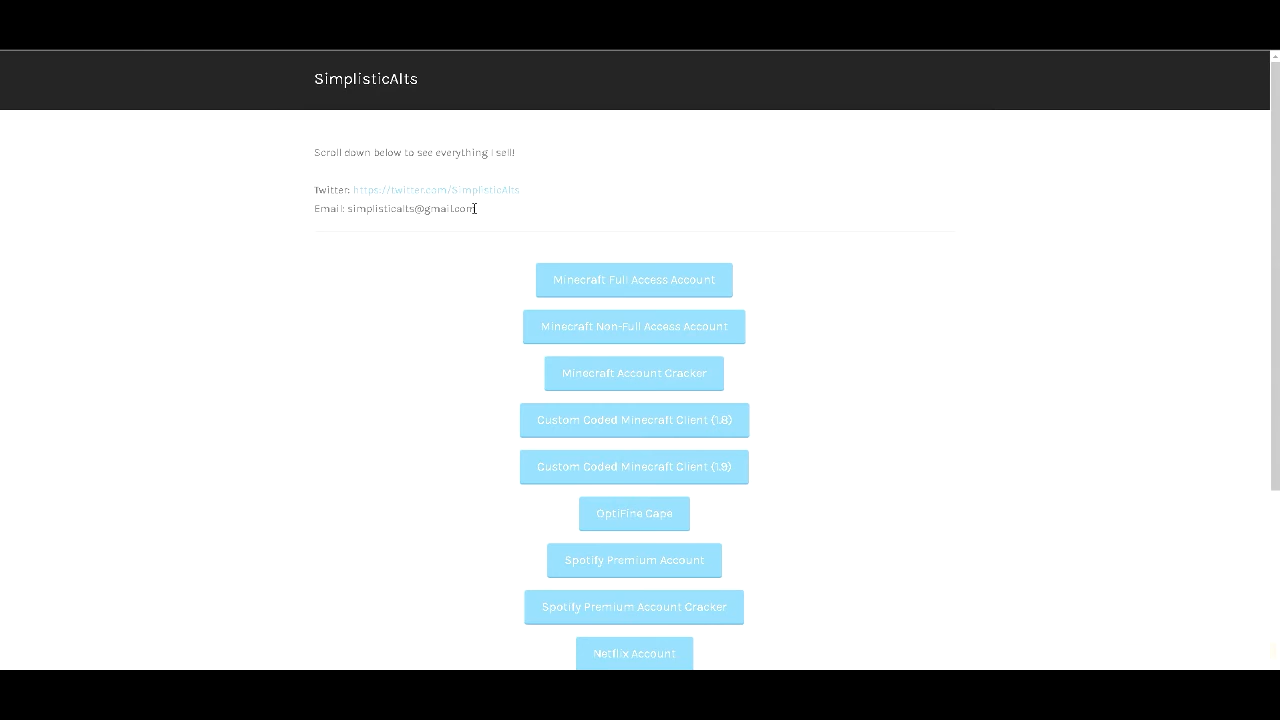 SimplisticAlts
Scroll down below to see everything i sell!
Twitter: https://twitter.com/SimplisticAlts
Email: simplisticalts@gmail.com
Minecraft Full Access Account
Minecraft Non-Full Access Account
Minecraft Account Cracker
Custom Coded Minecraft Client (1.8)
Custom Coded Minecraft Client (1.9)
OptiFine Cape
Spotify Premium Account
Spotify Premium Account Cracker
Netflix Account